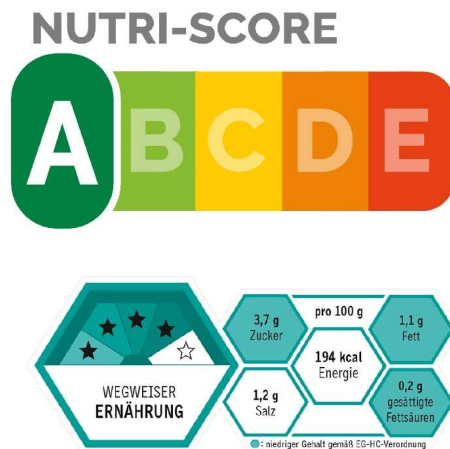 NUTRI-SCORE
A B C D E
WEGWEISER
ERNÄHRUNG
3,7 g
Zucker
pro 100 g
1,1 g
Fett
194 kcal
Energie
1,2 g
Salz
0,2 g
gesättigte
Fettsäuren
: niedriger Gehalt gemäß EG-HC-Verordnung